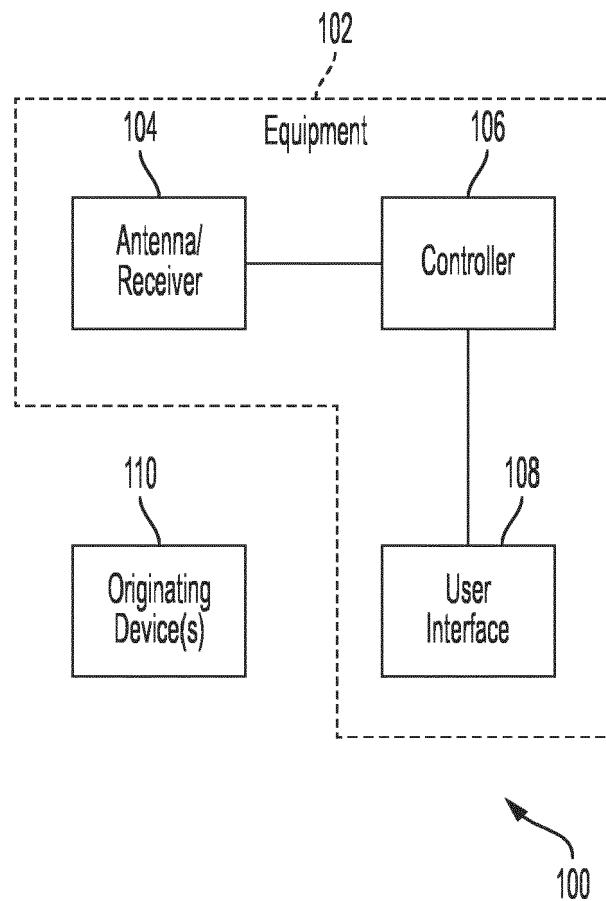 102
Equipment
104
106
Antenna/
Receiver
Controller
110
108
Originating
Device(s)
User
Interface
100